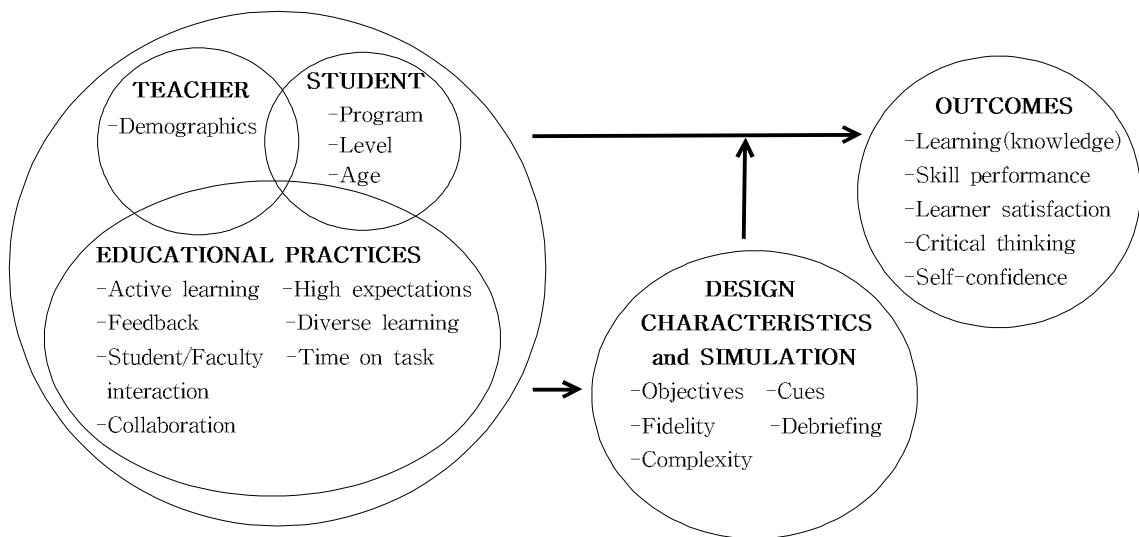 TEACHER
-Demographics
STUDENT
-Program
-Level
-Age
EDUCATIONAL PRACTICES
-Active learning
-Feedback
-Student/Faculty
interaction
-Collaboration
-High expectations
-Diverse learning
-Time on task
DESIGN
CHARACTERISTICS
and SIMULATION
-Objectives
-Fidelity
-Complexity
-Cues
-Debriefing
OUTCOMES
-Learning(knowledge)
-Skill performance
-Learner satisfaction
-Critical thinking
-Self-confidence